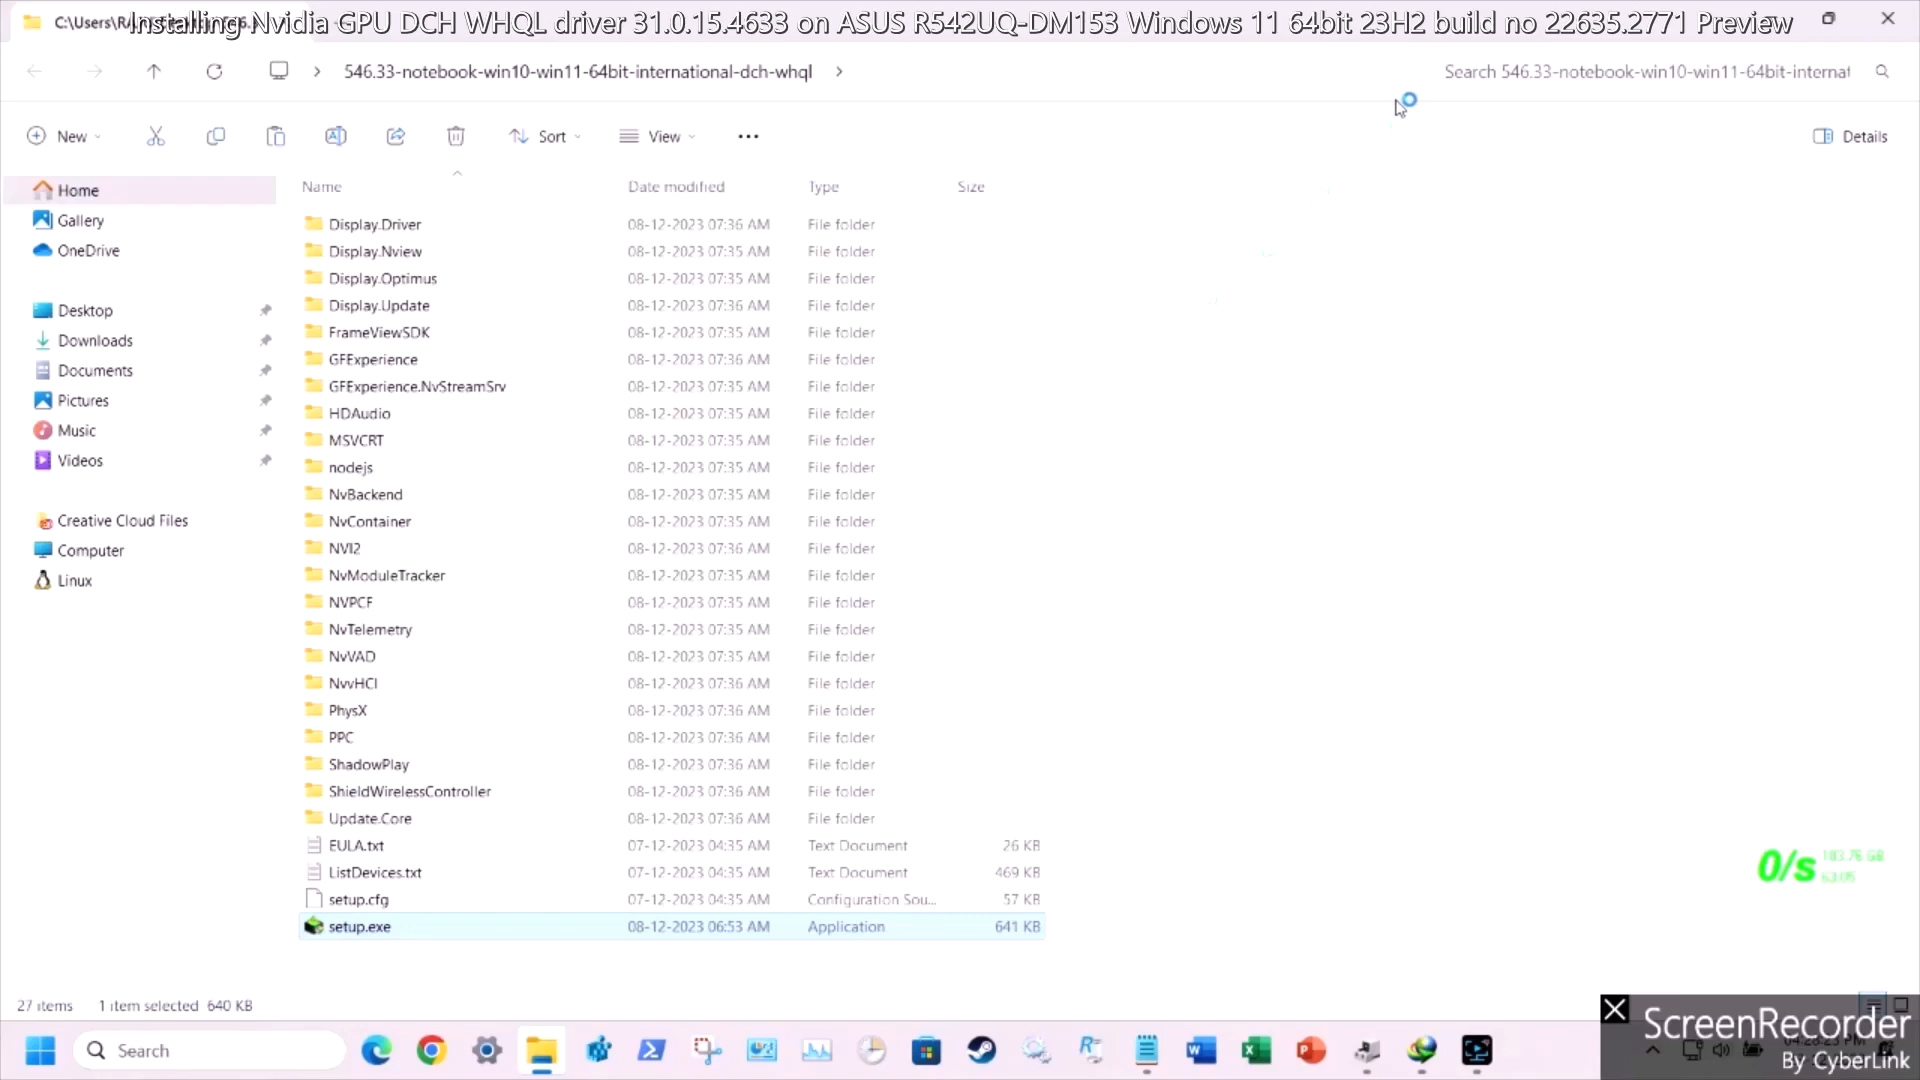 Installing Nvidia GPU DCH WHQL driver 31.0.15.4633 on ASUS R542UQ-DM153 Windows 11 64bit 23H2 build no 22635.2771 Preview
546.33-notebook-win10-win11-64bit-international-dch-whql
Search 546.33-notebook-win10-win11-64bit-internat
New
Sort
View
Details
Name Date modified Type Size
Home
Gallery
OneDrive
Desktop
Downloads
Documents
Pictures
Music
Videos
Creative Cloud Files
Computer
Linux
Display.Driver 08-12-2023 07:36 AM File folder
Display.Nview 08-12-2023 07:35 AM File folder
Display.Optimus 08-12-2023 07:35 AM File folder
Display.Update 08-12-2023 07:36 AM File folder
FrameViewSDK 08-12-2023 07:35 AM File folder
GFExperience 08-12-2023 07:36 AM File folder
GFExperience.NvStreamSrv 08-12-2023 07:35 AM File folder
HDAudio 08-12-2023 07:35 AM File folder
MSVCRT 08-12-2023 07:35 AM File folder
nodejs 08-12-2023 07:35 AM File folder
NvBackend 08-12-2023 07:35 AM File folder
NvContainer 08-12-2023 07:35 AM File folder
NVI2 08-12-2023 07:36 AM File folder
NvModuleTracker 08-12-2023 07:35 AM File folder
NVPCF 08-12-2023 07:35 AM File folder
NvTelemetry 08-12-2023 07:35 AM File folder
NvVAD 08-12-2023 07:35 AM File folder
NvvHCI 08-12-2023 07:35 AM File folder
PhysX 08-12-2023 07:36 AM File folder
PPC 08-12-2023 07:36 AM File folder
ShadowPlay 08-12-2023 07:36 AM File folder
ShieldWirelessController 08-12-2023 07:36 AM File folder
Update.Core 08-12-2023 07:36 AM File folder
EULA.txt 07-12-2023 04:35 AM Text Document 26 KB
ListDevices.txt 07-12-2023 04:35 AM Text Document 469 KB
setup.cfg 07-12-2023 04:35 AM Configuration Sou... 57 KB
setup.exe 08-12-2023 06:53 AM Application 641 KB
0/s
27 items 1 item selected 640 KB
Search
ScreenRecorder
By CyberLink